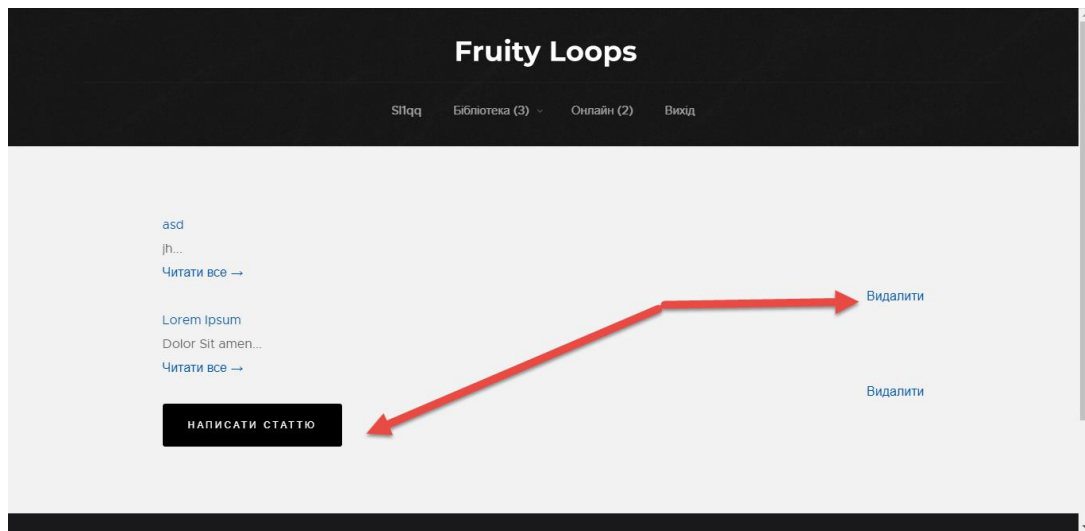 Fruity Loops
Sl1qq Бібліотека (3) Онлайн (2) Вихід
asd
jh...
Читати все →
Видалити
Lorem Ipsum
Dolor Sit amen...
Читати все →
Видалити
НАПИСАТИ СТАТТЮ